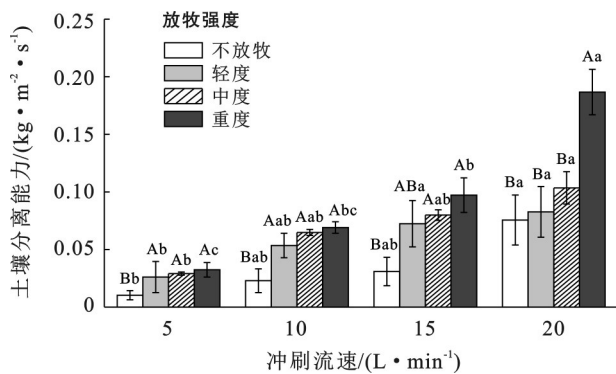 放牧强度
不放牧
轻度
中度
重度
土壤分离能力/(kg·m⁻²·s⁻¹)
0.25
0.20
0.15
0.10
0.05
0
Bb Ab Ab Ac
Bab Aab Aab Abc
Bab ABa Aab Ab
Ba Ba Ba Aa
5 10 15 20
冲刷流速/(L·min⁻¹)